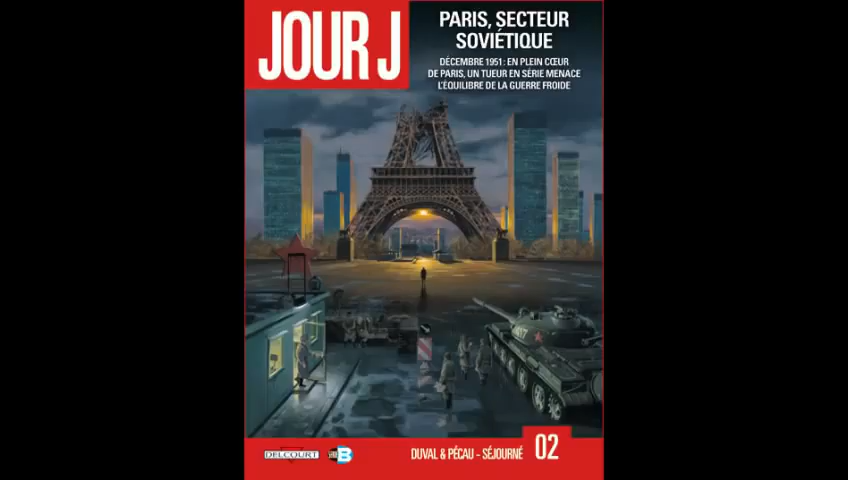 JOUR J
PARIS, SECTEUR
SOVIÉTIQUE
DÉCEMBRE 1951 : EN PLEIN CŒUR
DE PARIS, UN TUEUR EN SÉRIE MENACE
L'ÉQUILIBRE DE LA GUERRE FROIDE
DELCOURT
B
DUVAL & PÉCAU – SÉJOURNÉ
02